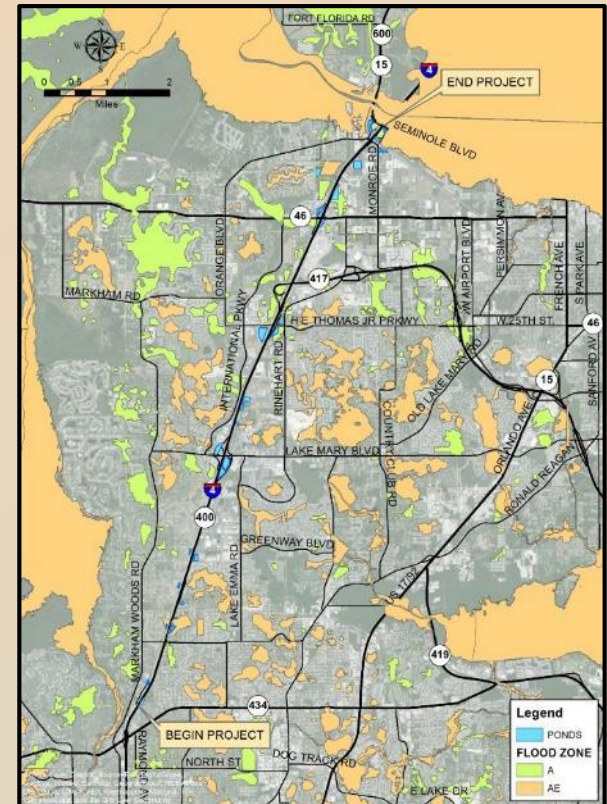 FORT FLORIDA RD
N
W E
S
600
15
4
0 0.5 1 2
Miles
END PROJECT
SEMINOLE BLVD
MONROE RD
46
ORANGE BLVD
W AIRPORT BLVD
PERSIMMON AV
FRENCH AVE
S PARK AVE
417
MARKHAM RD
INTERNATIONAL PKWY
H E THOMAS JR PRKWY
W 25TH ST.
46
RINEHART RD
OLD LAKE MARY RD
15
SANFORD AV
COUNTRY CLUB RD
ORLANDO AVE
LAKE MARY BLVD
RONALD REAGAN
4
400
GREENWAY BLVD
LAKE EMMA RD
US 17/92
MARKHAM WOODS RD
419
434
BEGIN PROJECT
NORTH ST
DOG TRACK RD
E LAKE DR
Legend
PONDS
FLOOD ZONE
A
AE